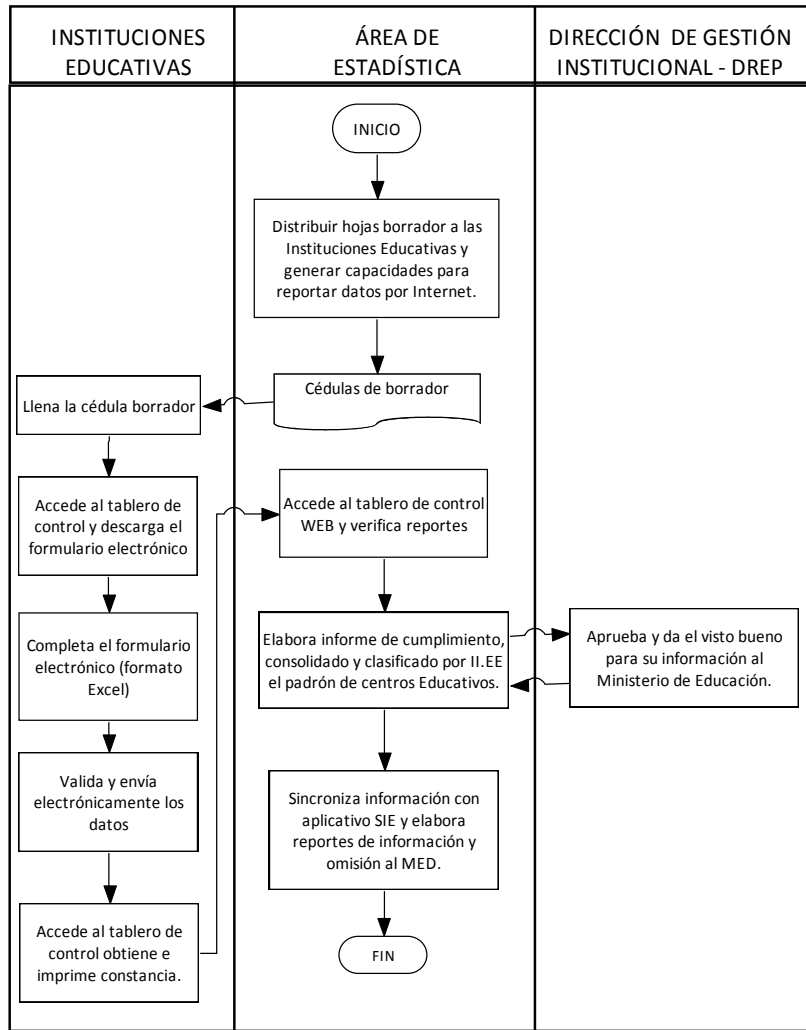 INSTITUCIONES
EDUCATIVAS
ÁREA DE
ESTADÍSTICA
DIRECCIÓN DE GESTIÓN
INSTITUCIONAL - DREP
INICIO
Distribuir hojas borrador a las
Instituciones Educativas y
generar capacidades para
reportar datos por Internet.
Cédulas de borrador
Llena la cédula borrador
Accede al tablero de
control y descarga el
formulario electrónico
Completa el formulario
electrónico (formato
Excel)
Valida y envía
electrónicamente los
datos
Accede al tablero de
control obtiene e
imprime constancia.
Accede al tablero de control
WEB y verifica reportes
Elabora informe de cumplimiento,
consolidado y clasificado por II.EE
el padrón de centros Educativos.
Aprueba y da el visto bueno
para su información al
Ministerio de Educación.
Sincroniza información con
aplicativo SIE y elabora
reportes de información y
omisión al MED.
FIN